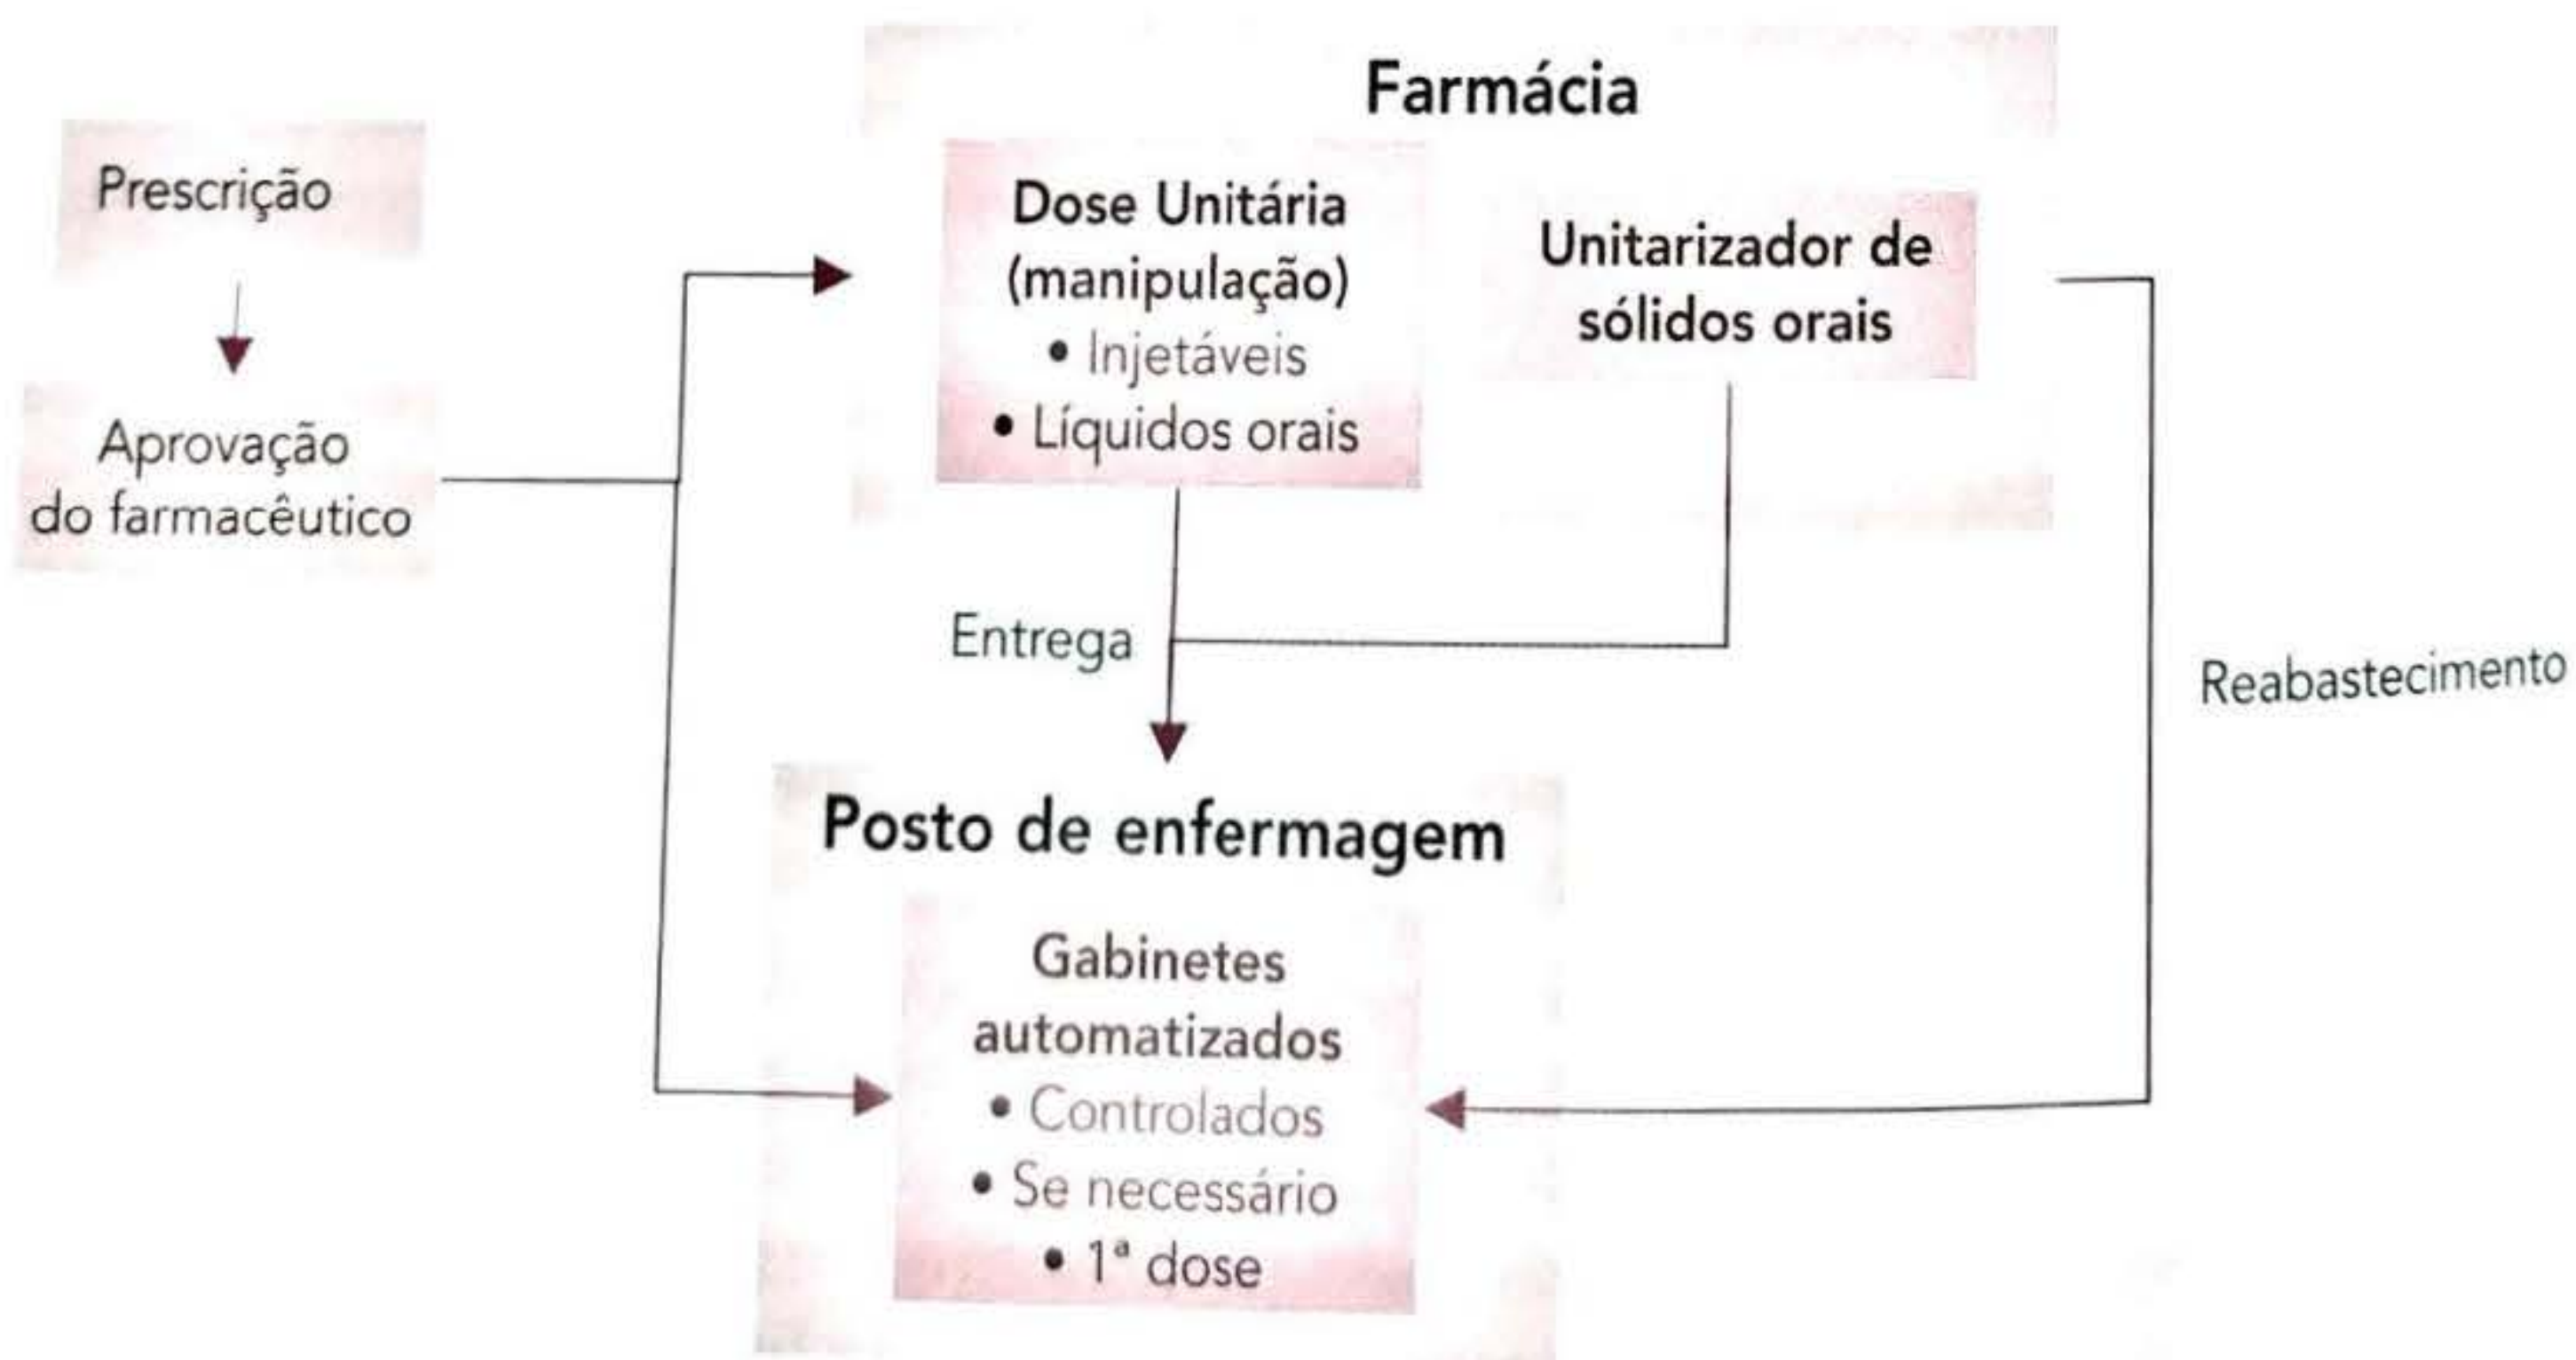 Prescrição
Aprovação
do farmacêutico
Farmácia
Dose Unitária
(manipulação)
• Injetáveis
• Líquidos orais
Unitarizador de
sólidos orais
Entrega
Reabastecimento
Posto de enfermagem
Gabinetes
automatizados
• Controlados
• Se necessário
• 1ª dose